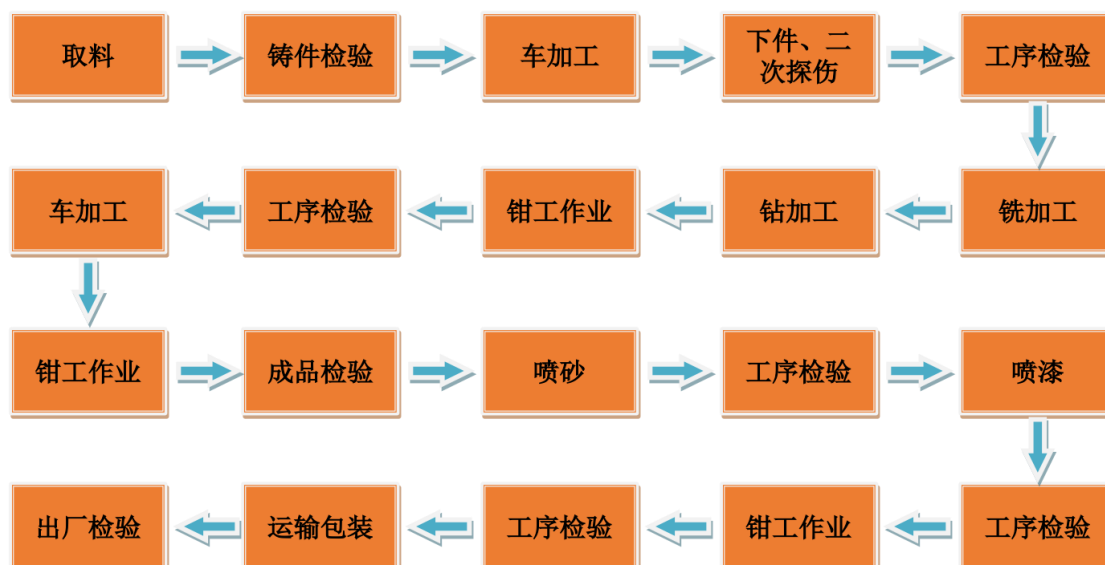 取料
铸件检验
车加工
下件、二
次探伤
工序检验
车加工
工序检验
钳工作业
钻加工
铣加工
钳工作业
成品检验
喷砂
工序检验
喷漆
出厂检验
运输包装
工序检验
钳工作业
工序检验